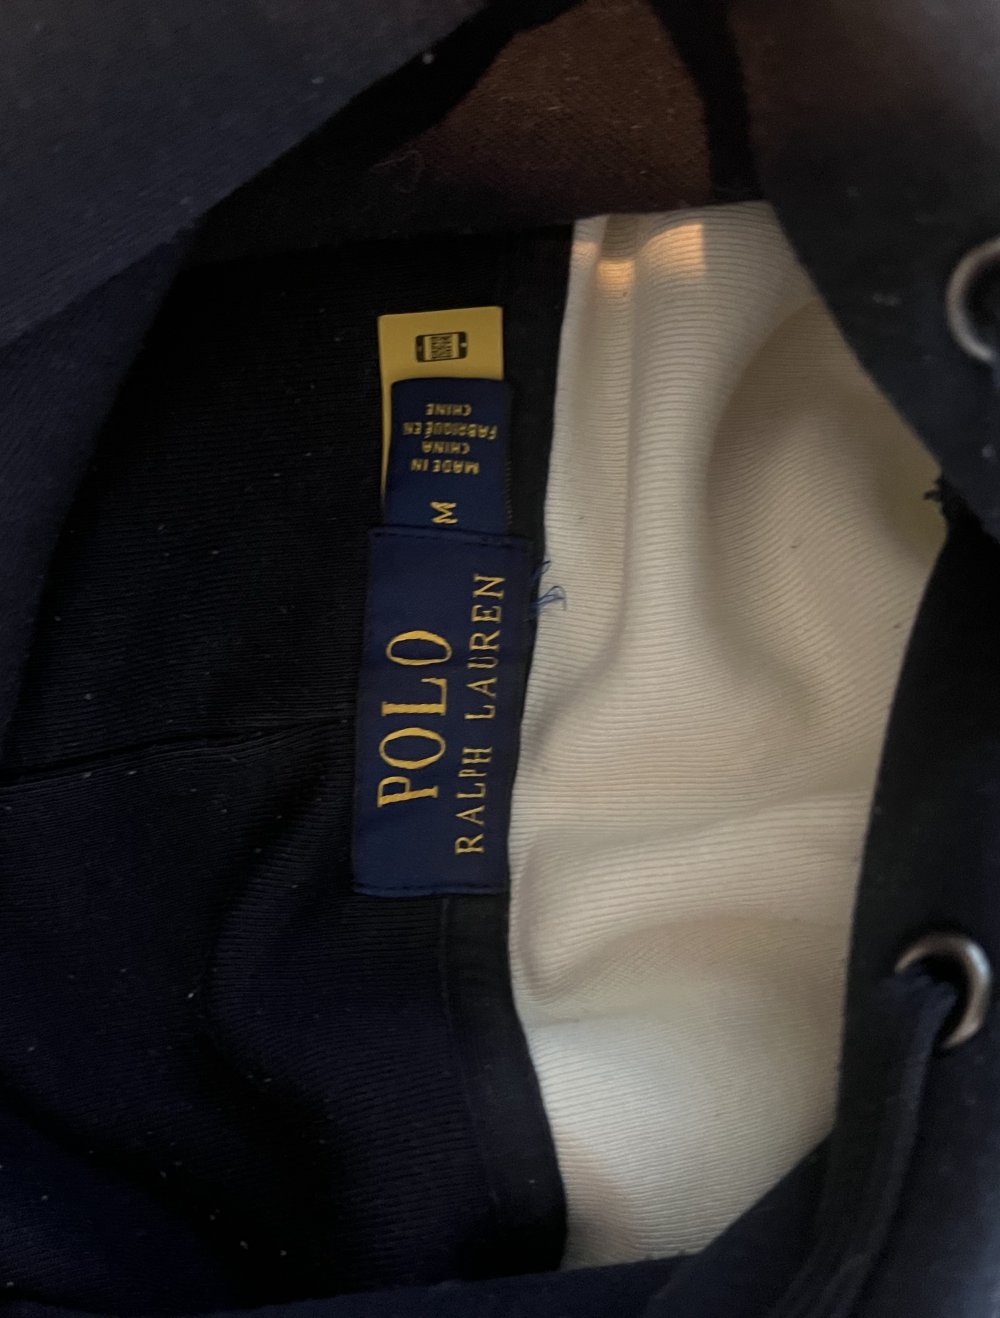 POLO
RALPH LAUREN
M
MADE IN
CHINA
FABRIQUÉ EN
CHINE